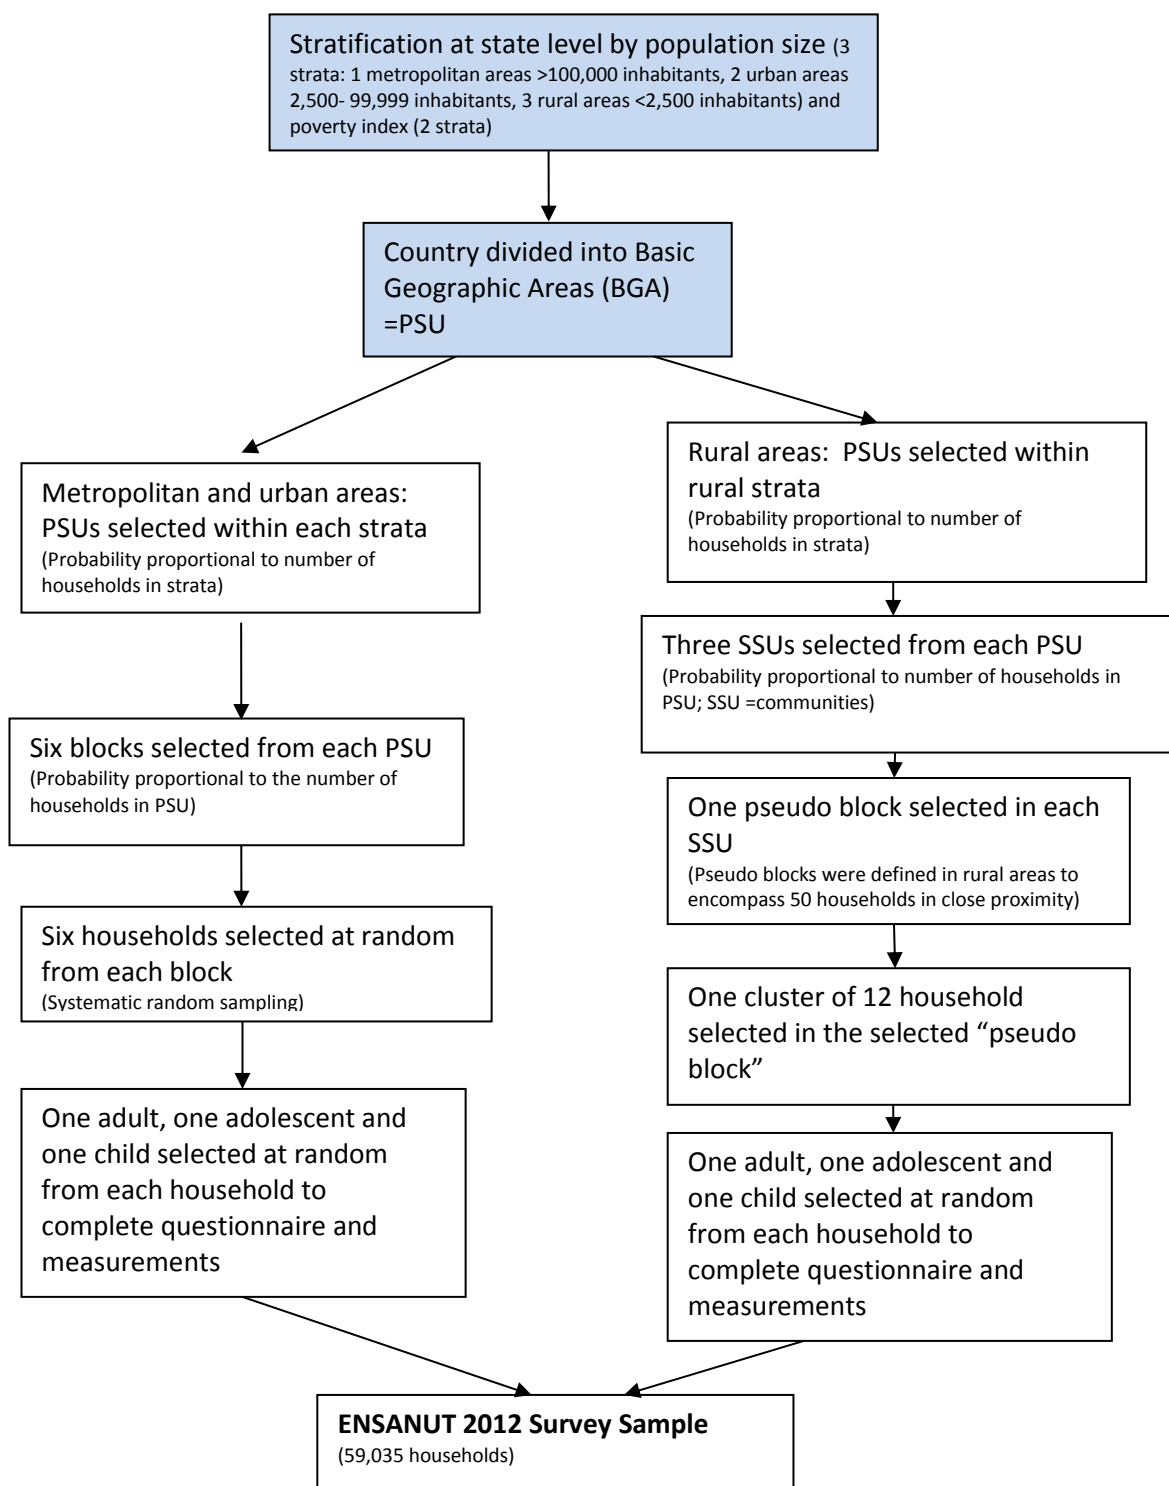 Stratification at state level by population size (3
strata: 1 metropolitan areas >100,000 inhabitants, 2 urban areas
2,500- 99,999 inhabitants, 3 rural areas <2,500 inhabitants) and
poverty index (2 strata)
Country divided into Basic
Geographic Areas (BGA)
=PSU
Metropolitan and urban areas:
PSUs selected within each strata
(Probability proportional to number of
households in strata)
Six blocks selected from each PSU
(Probability proportional to the number of
households in PSU)
Six households selected at random
from each block
(Systematic random sampling)
One adult, one adolescent and
one child selected at random
from each household to
complete questionnaire and
measurements
Rural areas:  PSUs selected within
rural strata
(Probability proportional to number of
households in strata)
Three SSUs selected from each PSU
(Probability proportional to number of households in
PSU; SSU =communities)
One pseudo block selected in each
SSU
(Pseudo blocks were defined in rural areas to
encompass 50 households in close proximity)
One cluster of 12 household
selected in the selected “pseudo
block”
One adult, one adolescent and
one child selected at random
from each household to
complete questionnaire and
measurements
ENSANUT 2012 Survey Sample
(59,035 households)